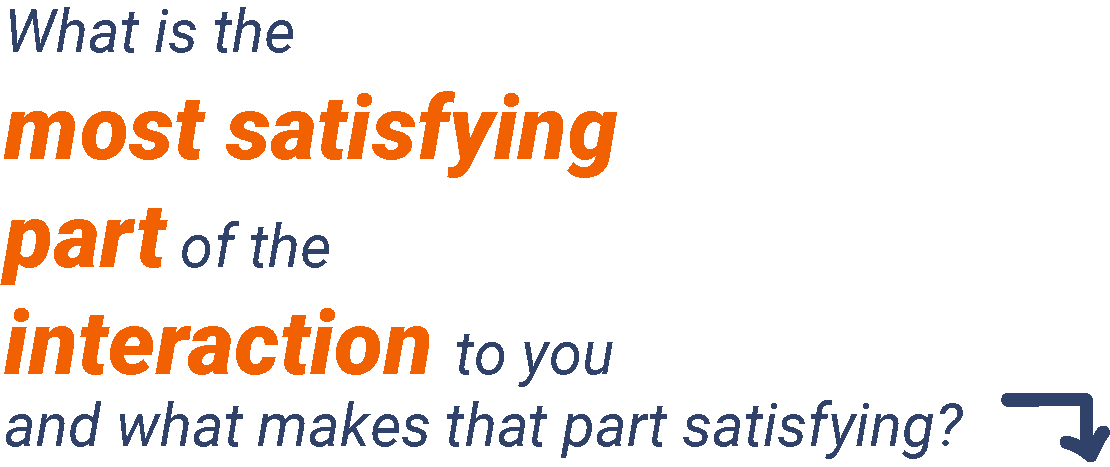 What is the
most satisfying
part of the
interaction to you
and what makes that part satisfying?